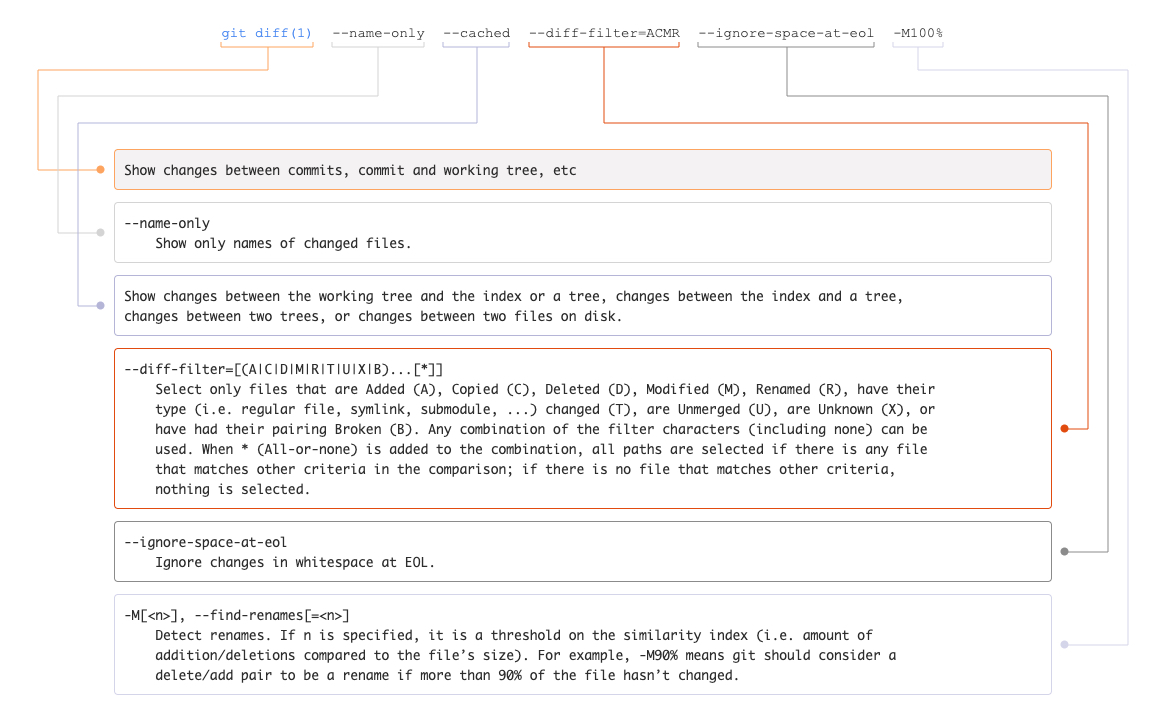 git diff(1) --name-only --cached --diff-filter=ACMR --ignore-space-at-eol -M100%
Show changes between commits, commit and working tree, etc
--name-only
Show only names of changed files.
Show changes between the working tree and the index or a tree, changes between the index and a tree,
changes between two trees, or changes between two files on disk.
--diff-filter=[(A|C|D|M|R|T|U|X|B)...[*]]
Select only files that are Added (A), Copied (C), Deleted (D), Modified (M), Renamed (R), have their
type (i.e. regular file, symlink, submodule, ...) changed (T), are Unmerged (U), are Unknown (X), or
have had their pairing Broken (B). Any combination of the filter characters (including none) can be
used. When * (All-or-none) is added to the combination, all paths are selected if there is any file
that matches other criteria in the comparison; if there is no file that matches other criteria,
nothing is selected.
--ignore-space-at-eol
Ignore changes in whitespace at EOL.
-M[<n>], --find-renames[=<n>]
Detect renames. If n is specified, it is a threshold on the similarity index (i.e. amount of
addition/deletions compared to the file’s size). For example, -M90% means git should consider a
delete/add pair to be a rename if more than 90% of the file hasn’t changed.